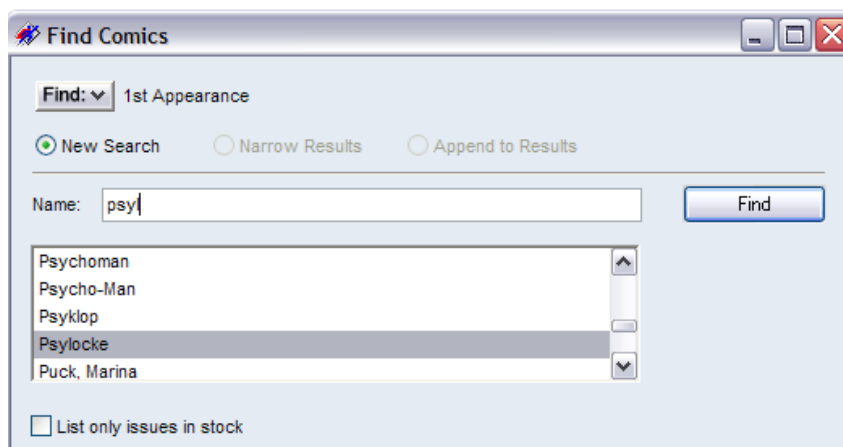 Find Comics
Find: 1st Appearance
New Search Narrow Results Append to Results
Name: psyl Find
Psychoman
Psycho-Man
Psyklop
Psylocke
Puck, Marina
List only issues in stock